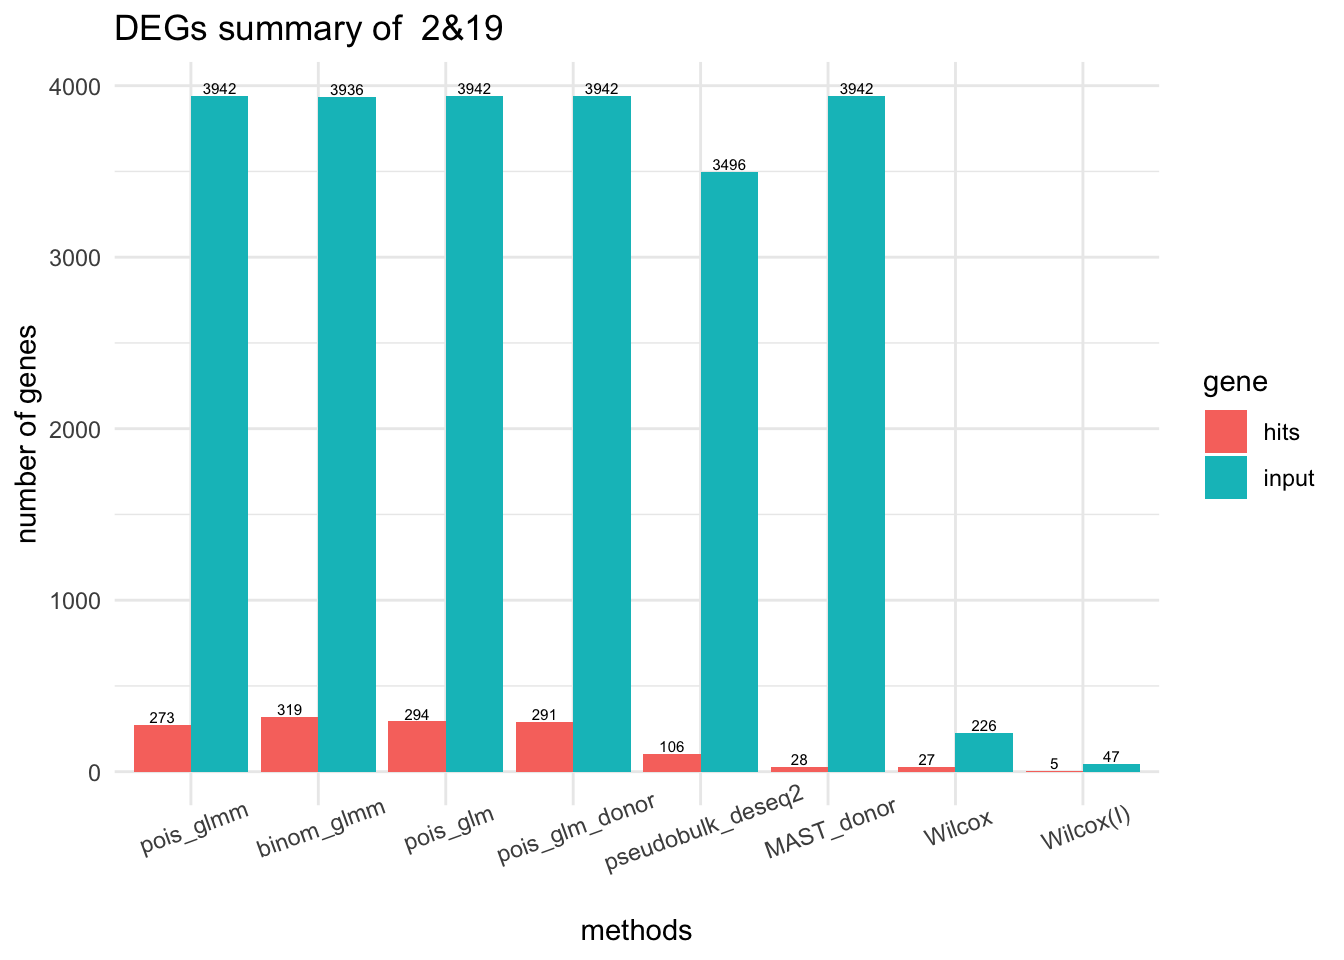 DEGs summary of  2&19
number of genes
4000
3000
2000
1000
0
3942
3936
3942
3942
3496
3942
226
47
273
319
294
291
106
28
27
5
pois_glmm
binom_glmm
pois_glm
pois_glm_donor
pseudobulk_deseq2
MAST_donor
Wilcox
Wilcox(l)
methods
gene
hits
input